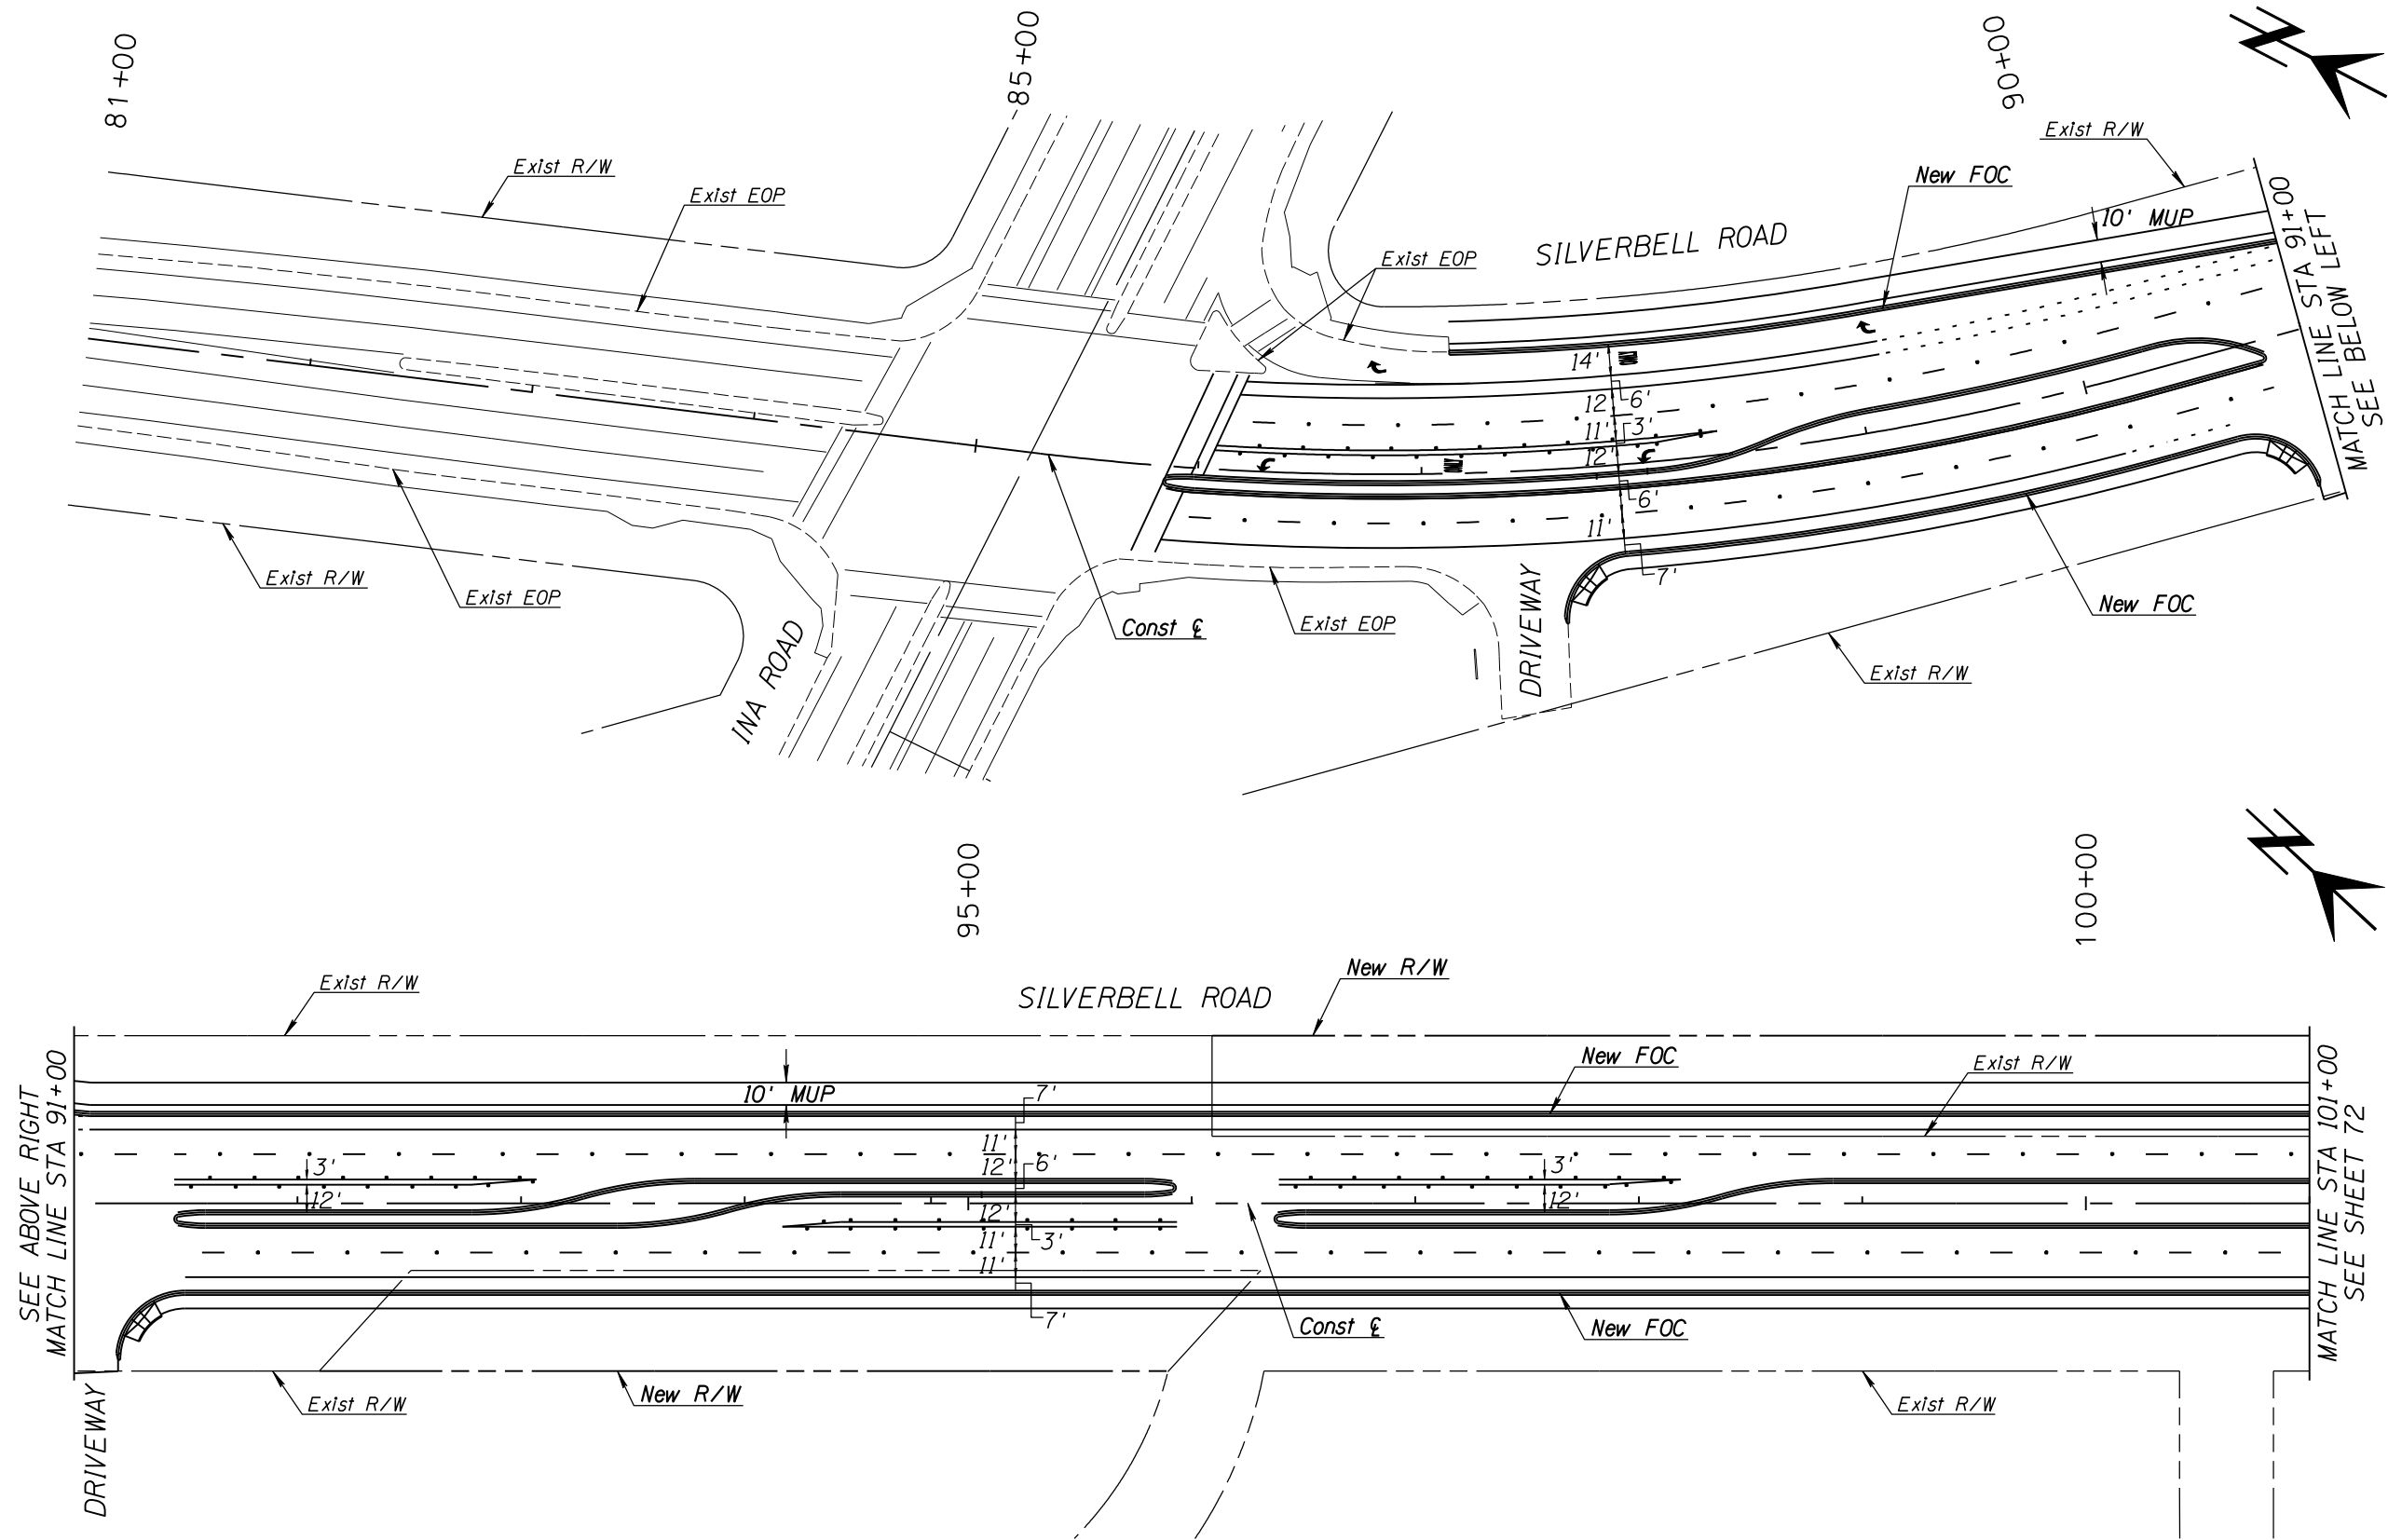 81+00
85+00
90+00
Exist R/W
Exist EOP
Exist R/W
New FOC
10' MUP
SILVERBELL ROAD
Exist EOP
MATCH LINE STA 91+00
SEE BELOW LEFT
14'
6'
12'
3'
11'
12'
6'
11'
7'
Exist R/W
Exist EOP
Const ℄
Exist EOP
DRIVEWAY
New FOC
Exist R/W
INA ROAD
95+00
100+00
Exist R/W
SILVERBELL ROAD
New R/W
SEE ABOVE RIGHT
MATCH LINE STA 91+00
10' MUP
7'
New FOC
Exist R/W
11'
12'
6'
3'
12'
12'
3'
11'
11'
7'
3'
12'
Const ℄
New FOC
MATCH LINE STA 101+00
SEE SHEET 72
Exist R/W
New R/W
Exist R/W
DRIVEWAY